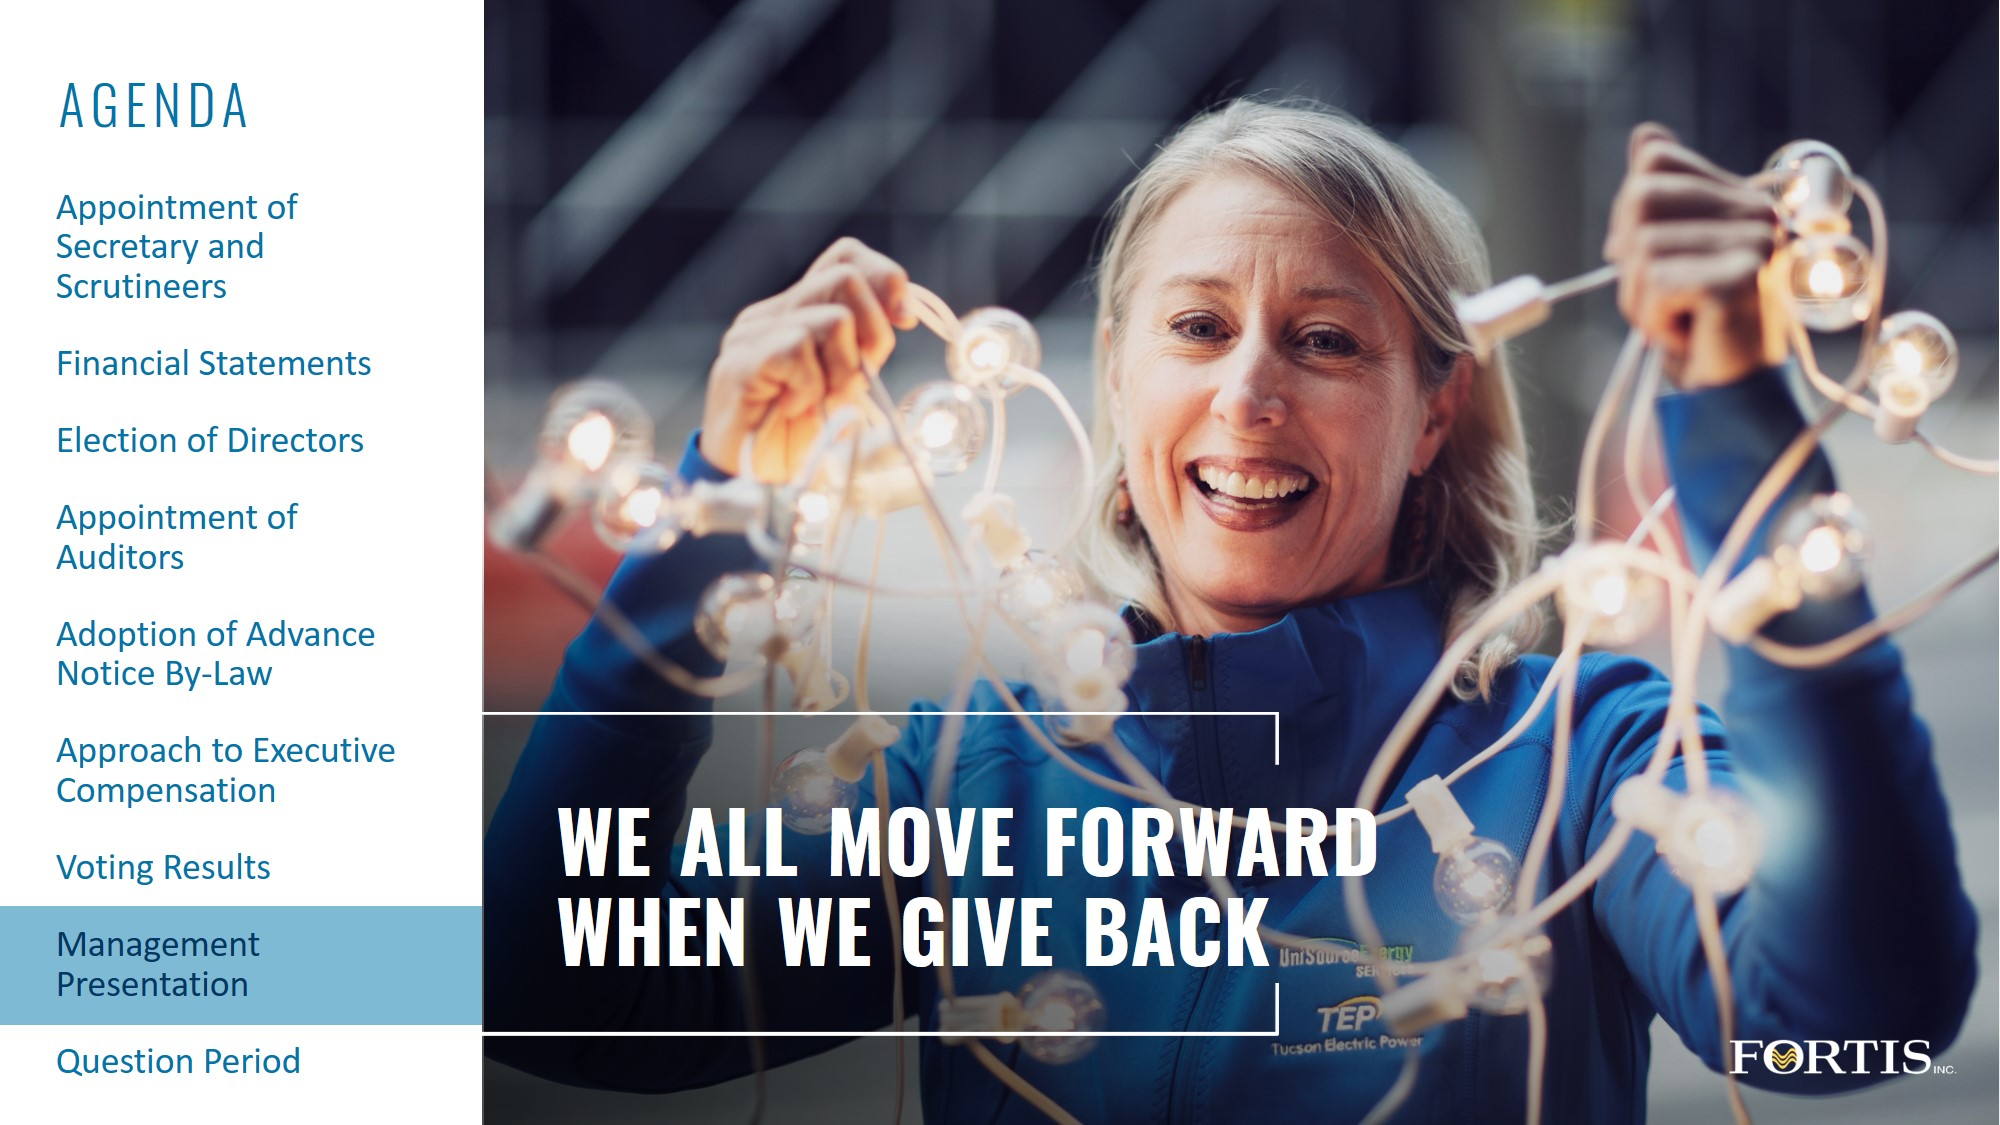 AGENDA
Appointment of
Secretary and
Scrutineers
Financial Statements
Election of Directors
Appointment of
Auditors
Adoption of Advance
Notice By-Law
Approach to Executive
Compensation
Voting Results
Management
Presentation
Question Period
WE ALL MOVE FORWARD
WHEN WE GIVE BACK
UniSourceEnergy
TEP
Tucson Electric Power
FORTIS INC.